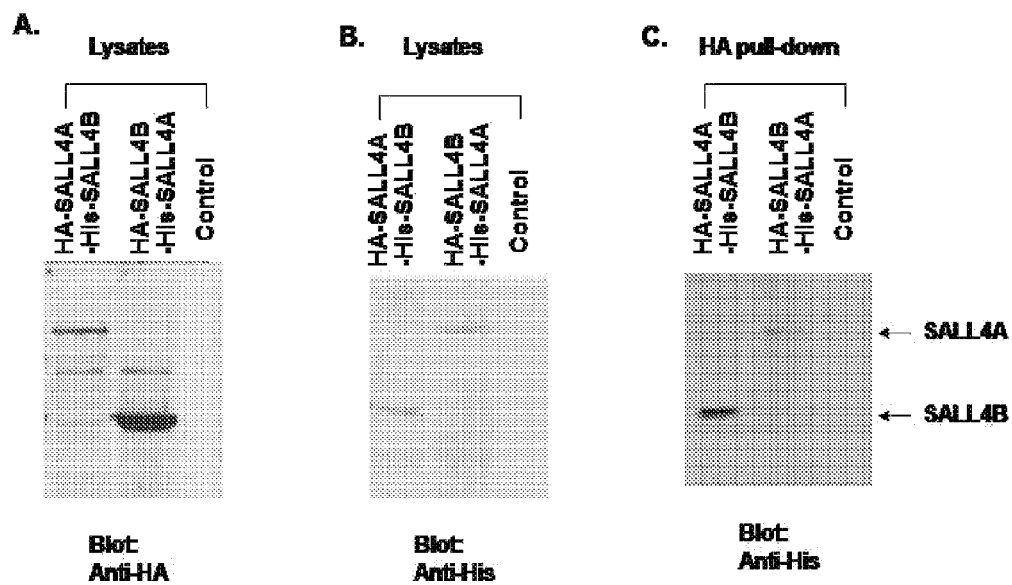 A.
Lysates
HA-SALL4A
-His-SALL4B
HA-SALL4B
-His-SALL4A
Control
Blot:
Anti-HA
B.
Lysates
HA-SALL4A
-His-SALL4B
HA-SALL4B
-His-SALL4A
Control
Blot:
Anti-His
C.
HA pull-down
HA-SALL4A
-His-SALL4B
HA-SALL4B
-His-SALL4A
Control
SALL4A
SALL4B
Blot:
Anti-His